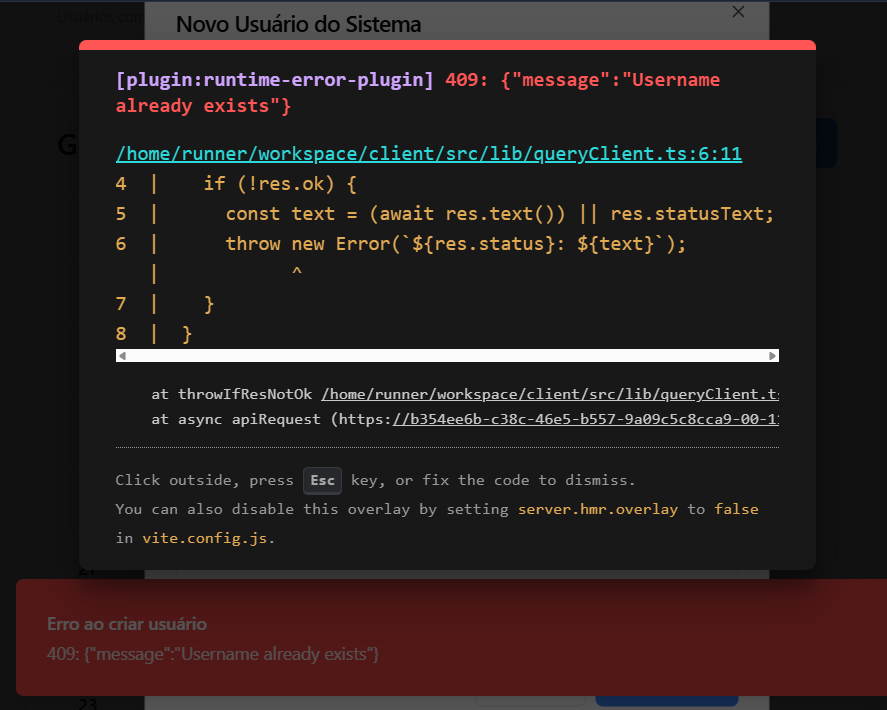 Usuários com
Novo Usuário do Sistema
[plugin:runtime-error-plugin] 409: {"message":"Username
already exists"}
G
/home/runner/workspace/client/src/lib/queryClient.ts:6:11
4 | if (!res.ok) {
5 | const text = (await res.text()) || res.statusText;
6 | throw new Error(`${res.status}: ${text}`);
| ^
7 | }
8 | }
at throwIfResNotOk /home/runner/workspace/client/src/lib/queryClient.ts
at async apiRequest (https://b354ee6b-c38c-46e5-b557-9a09c5c8cca9-00-11
Click outside, press Esc key, or fix the code to dismiss.
You can also disable this overlay by setting server.hmr.overlay to false
in vite.config.js.
Erro ao criar usuário
409: {"message":"Username already exists"}
23